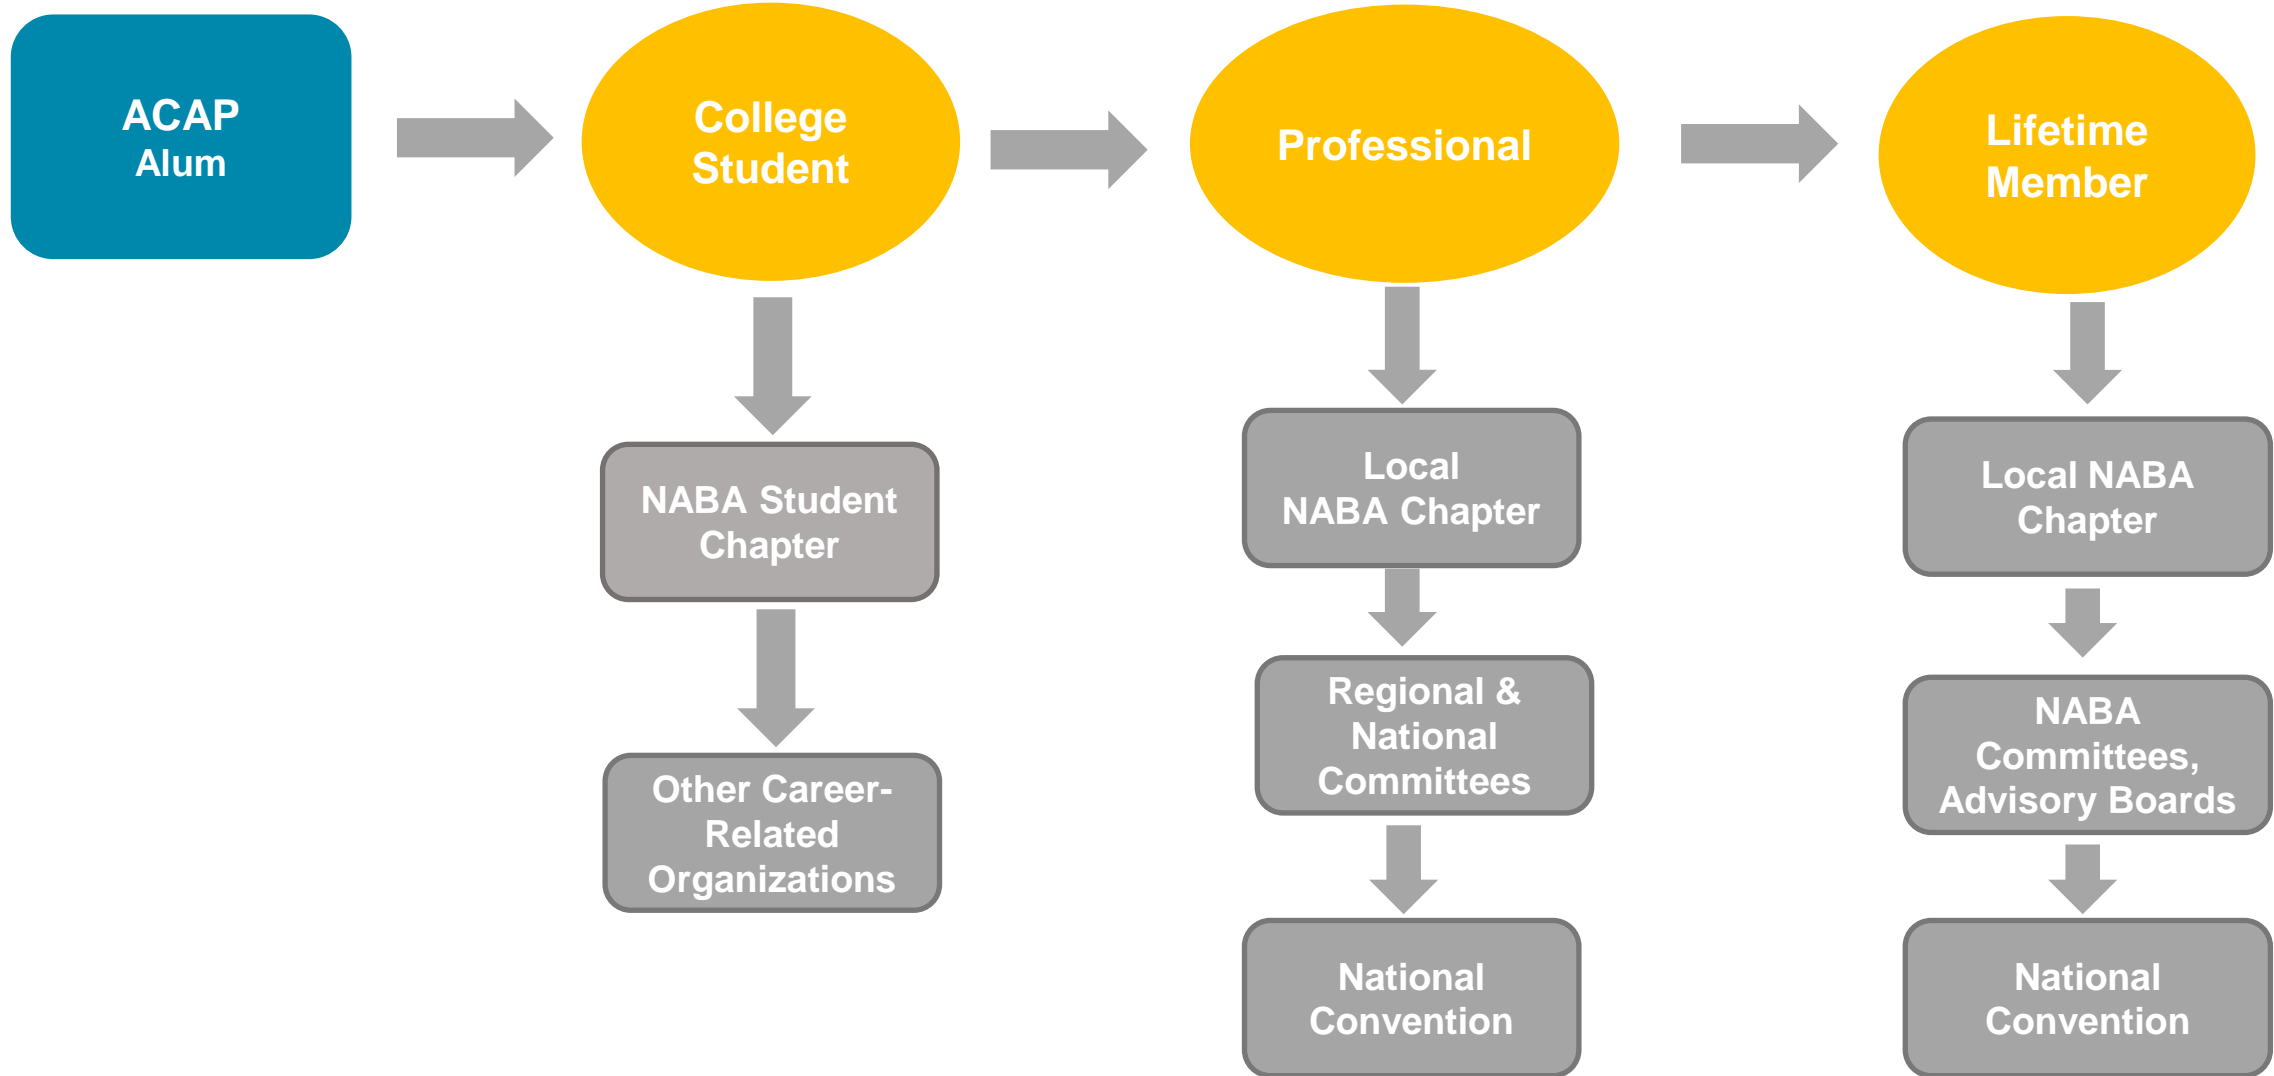 ACAP
Alum
College
Student
Professional
Lifetime
Member
NABA Student
Chapter
Other Career-
Related
Organizations
Local
NABA Chapter
Regional &
National
Committees
National
Convention
Local NABA
Chapter
NABA
Committees,
Advisory Boards
National
Convention